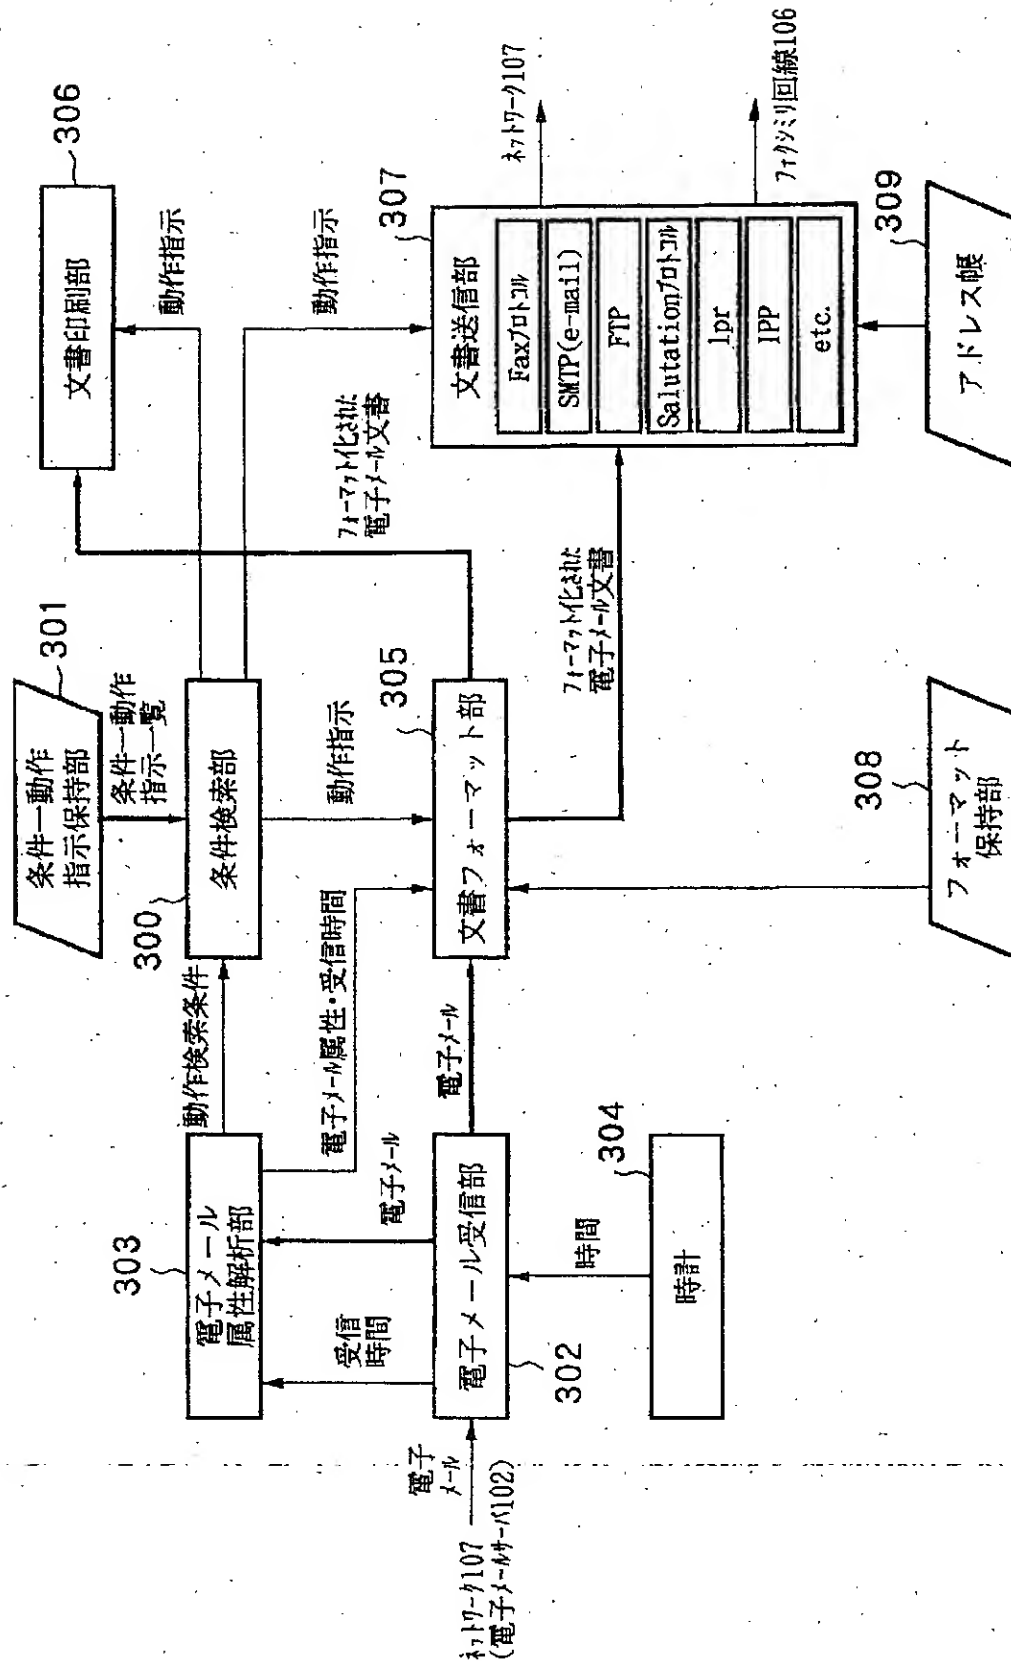 条件ー動作
指示保持部
301
条件ー動作
指示一覧
306
文書印刷部
動作指示
300
条件検索部
動作検索条件
動作指示
動作指示
303
電子メール
属性解析部
電子メール属性・受信時間
受信
時間
電子メール
電子
メール
ネットワーク107
(電子メールサーバ102)
電子メール受信部
302
電子メール
時間
304
時計
305
文書フォーマット部
フォーマット化された
電子メール文書
フォーマット化された
電子メール文書
308
フォーマット
保持部
307
文書送信部
Faxプロトコル
SMTP(e-mail)
FTP
Salutationプロトコル
lpr
IPP
etc.
ネットワーク107
ファクシミリ回線106
309
アドレス帳